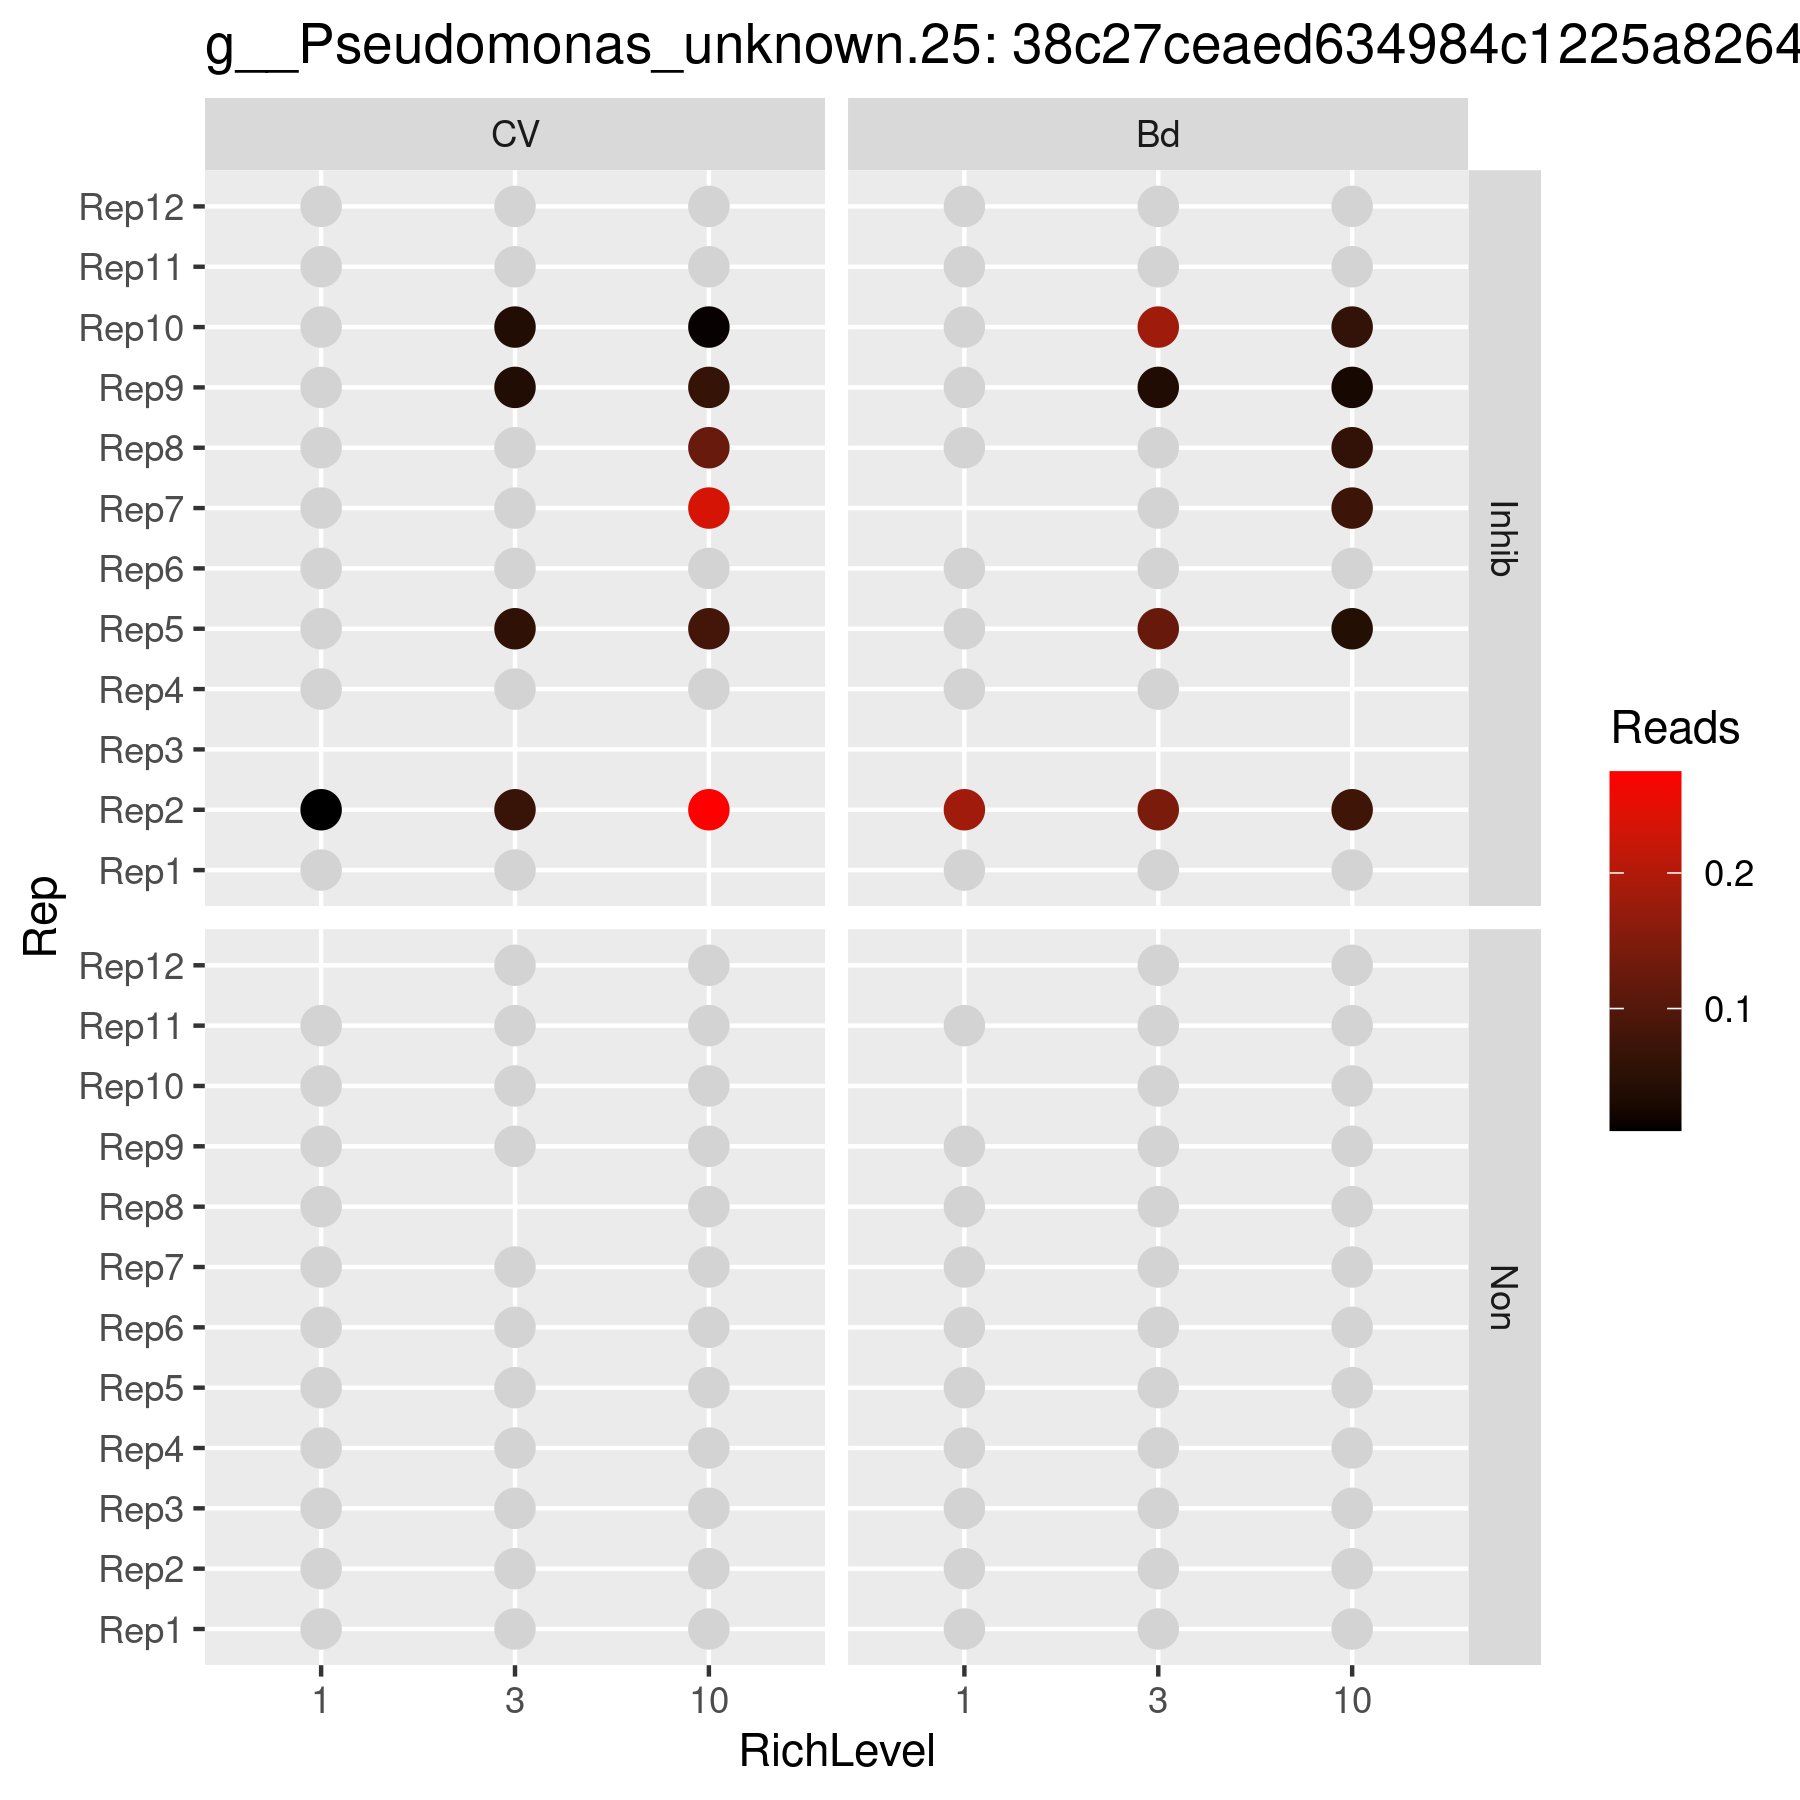 g__Pseudomonas_unknown.25: 38c27ceaed634984c1225a8264
CV
Bd
Rep12
Rep11
Rep10
Rep9
Rep8
Rep7
Rep6
Rep5
Rep4
Rep3
Rep2
Rep1
Inhib
Rep12
Rep11
Rep10
Rep9
Rep8
Rep7
Rep6
Rep5
Rep4
Rep3
Rep2
Rep1
Non
Rep
1 3 10
1 3 10
RichLevel
Reads
0.2
0.1